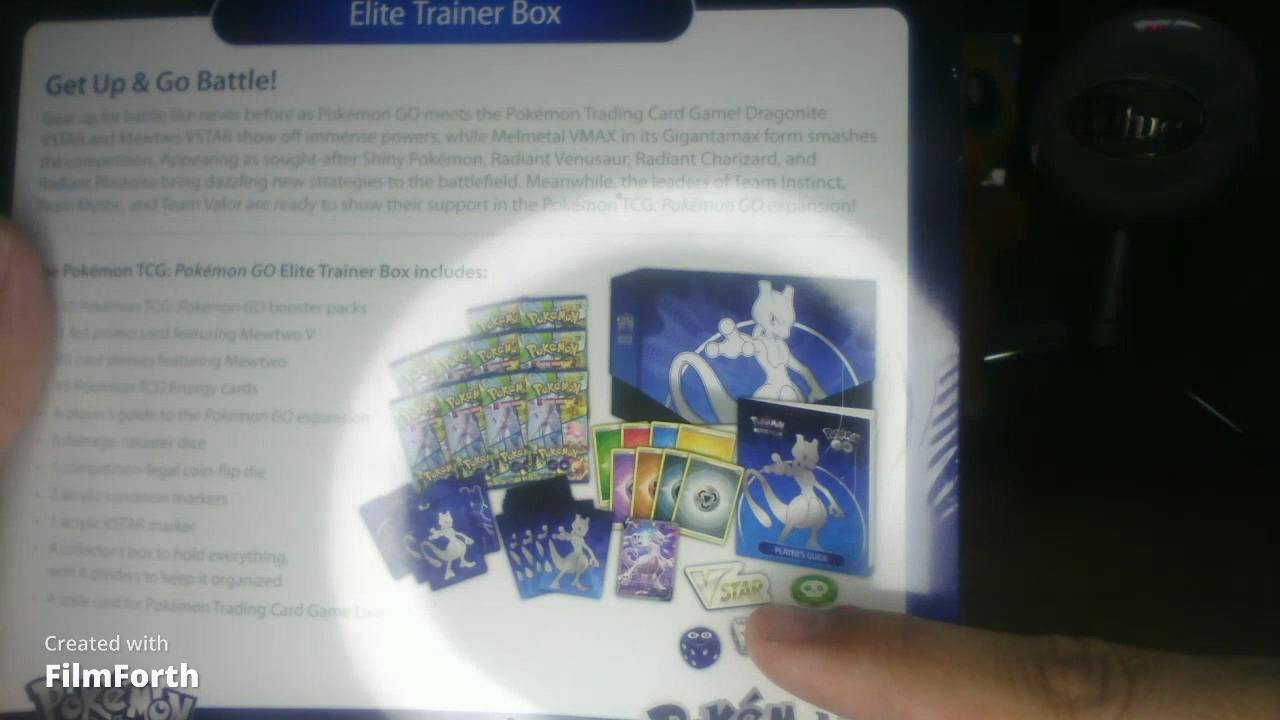 Elite Trainer Box
Get Up & Go Battle!
Gear up for battle like never before as Pokémon GO meets the Pokémon Trading Card Game! Dragonite
VSTAR and Mewtwo VSTAR show off immense powers, while Melmetal VMAX in its Gigantamax form smashes
the competition. Appearing as sought-after Shiny Pokémon, Radiant Venusaur, Radiant Charizard, and
Radiant Blastoise bring dazzling new strategies to the battlefield. Meanwhile, the leaders of Team Instinct,
Team Mystic, and Team Valor are ready to show their support in the Pokémon TCG: Pokémon GO expansion!
Pokémon TCG: Pokémon GO Elite Trainer Box includes:
Pokémon TCG: Pokémon GO booster packs
foil promo card featuring Mewtwo V
card sleeves featuring Mewtwo
Pokémon TCG Energy cards
• A player's guide to the Pokémon GO expansion
damage-counter dice
• 1 competition-legal coin-flip die
• 2 acrylic condition markers
• 1 acrylic VSTAR marker
• A collector's box to hold everything,
with 4 dividers to keep it organized
• A code card for Pokémon Trading Card Game Live
POKÉMON
POKÉMON
POKÉMON
GO
PLAYER'S GUIDE
VSTAR
Created with
FilmForth
POKÉMON
POKÉM
Blue